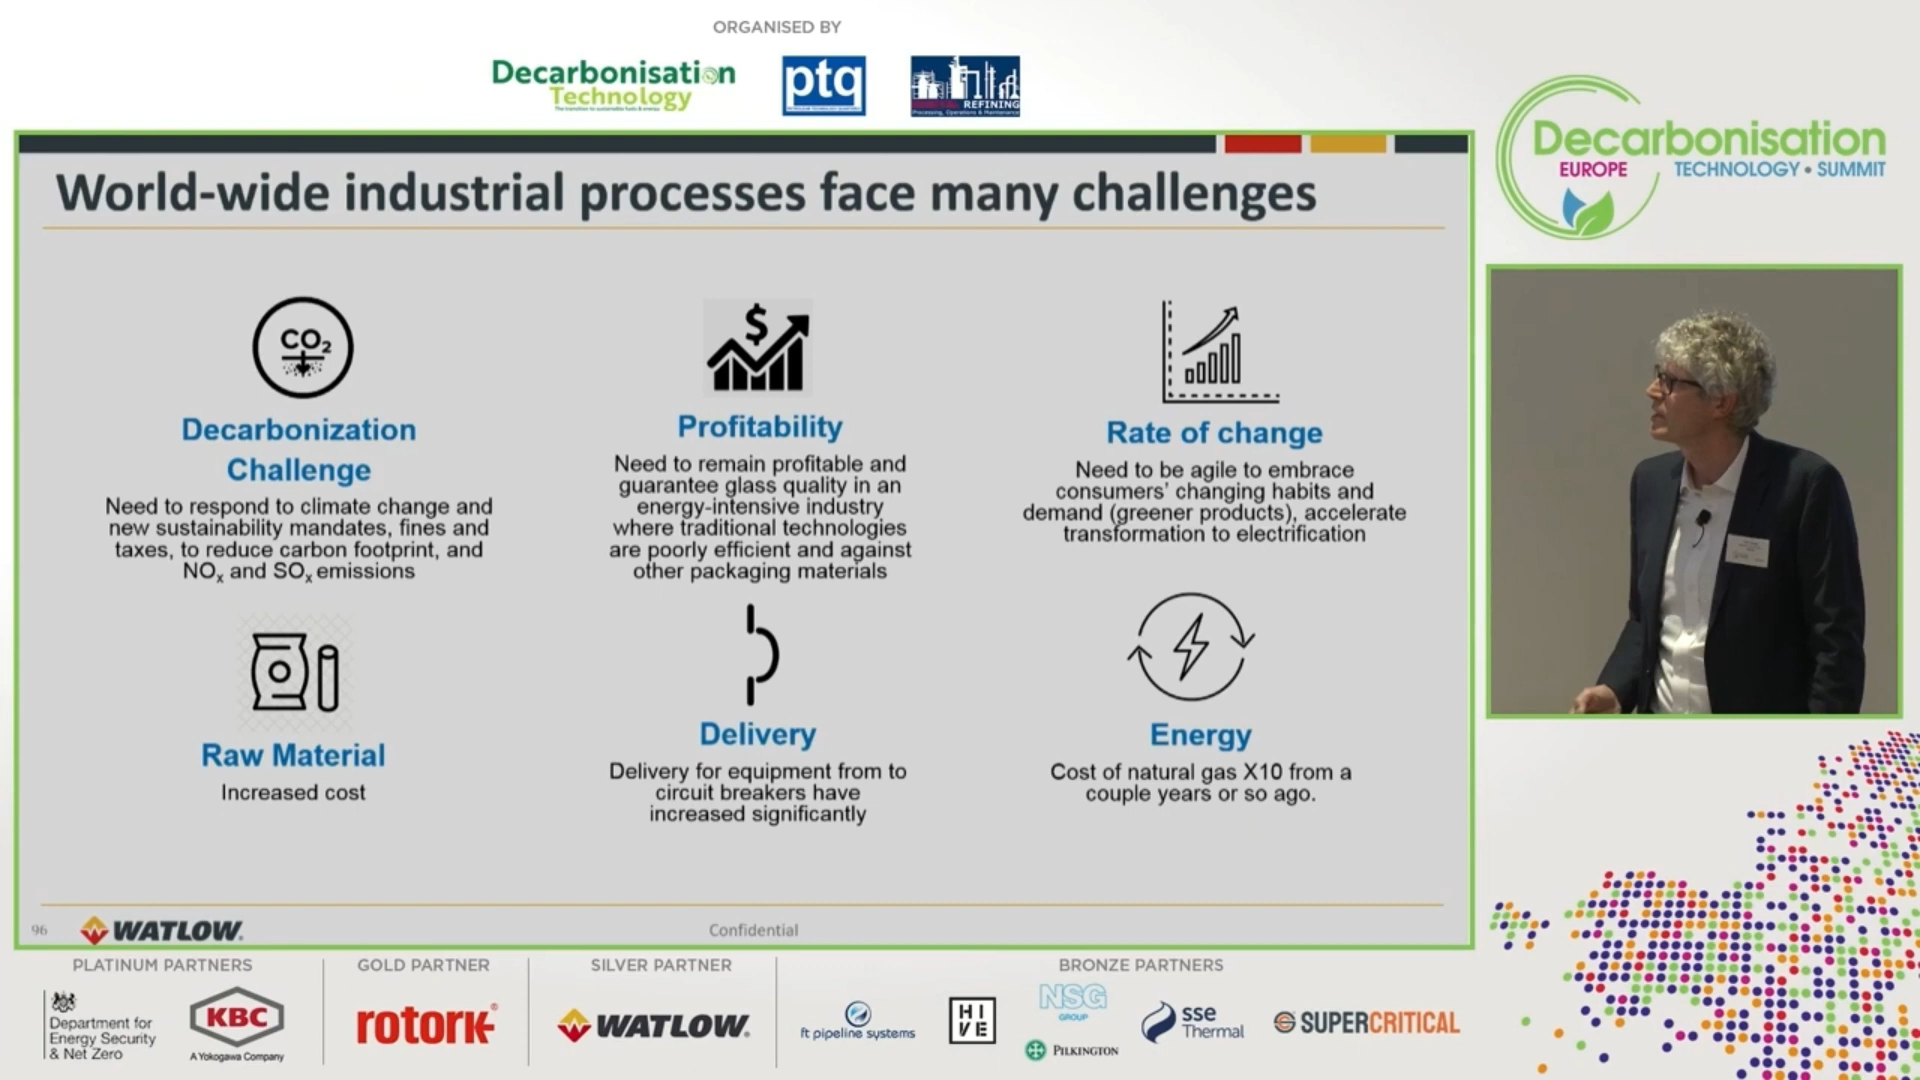 ORGANISED BY
Decarbonisation
Technology
ptq
REFINING
Processing, Operations & Maintenance
Decarbonisation
EUROPE TECHNOLOGY • SUMMIT
World-wide industrial processes face many challenges
CO₂
Decarbonization
Challenge
Need to respond to climate change and
new sustainability mandates, fines and
taxes, to reduce carbon footprint, and
NOₓ and SOₓ emissions
$
Profitability
Need to remain profitable and
guarantee glass quality in an
energy-intensive industry
where traditional technologies
are poorly efficient and against
other packaging materials
Rate of change
Need to be agile to embrace
consumers' changing habits and
demand (greener products), accelerate
transformation to electrification
Raw Material
Increased cost
Delivery
Delivery for equipment from to
circuit breakers have
increased significantly
Energy
Cost of natural gas X10 from a
couple years or so ago.
96
WATLOW.
Confidential
PLATINUM PARTNERS
Department for
Energy Security
& Net Zero
KBC
A Yokogawa Company
GOLD PARTNER
rotork®
SILVER PARTNER
WATLOW.
BRONZE PARTNERS
ft pipeline systems
HI
VE
NSG
GROUP
PILKINGTON
sse
Thermal
SUPERCRITICAL